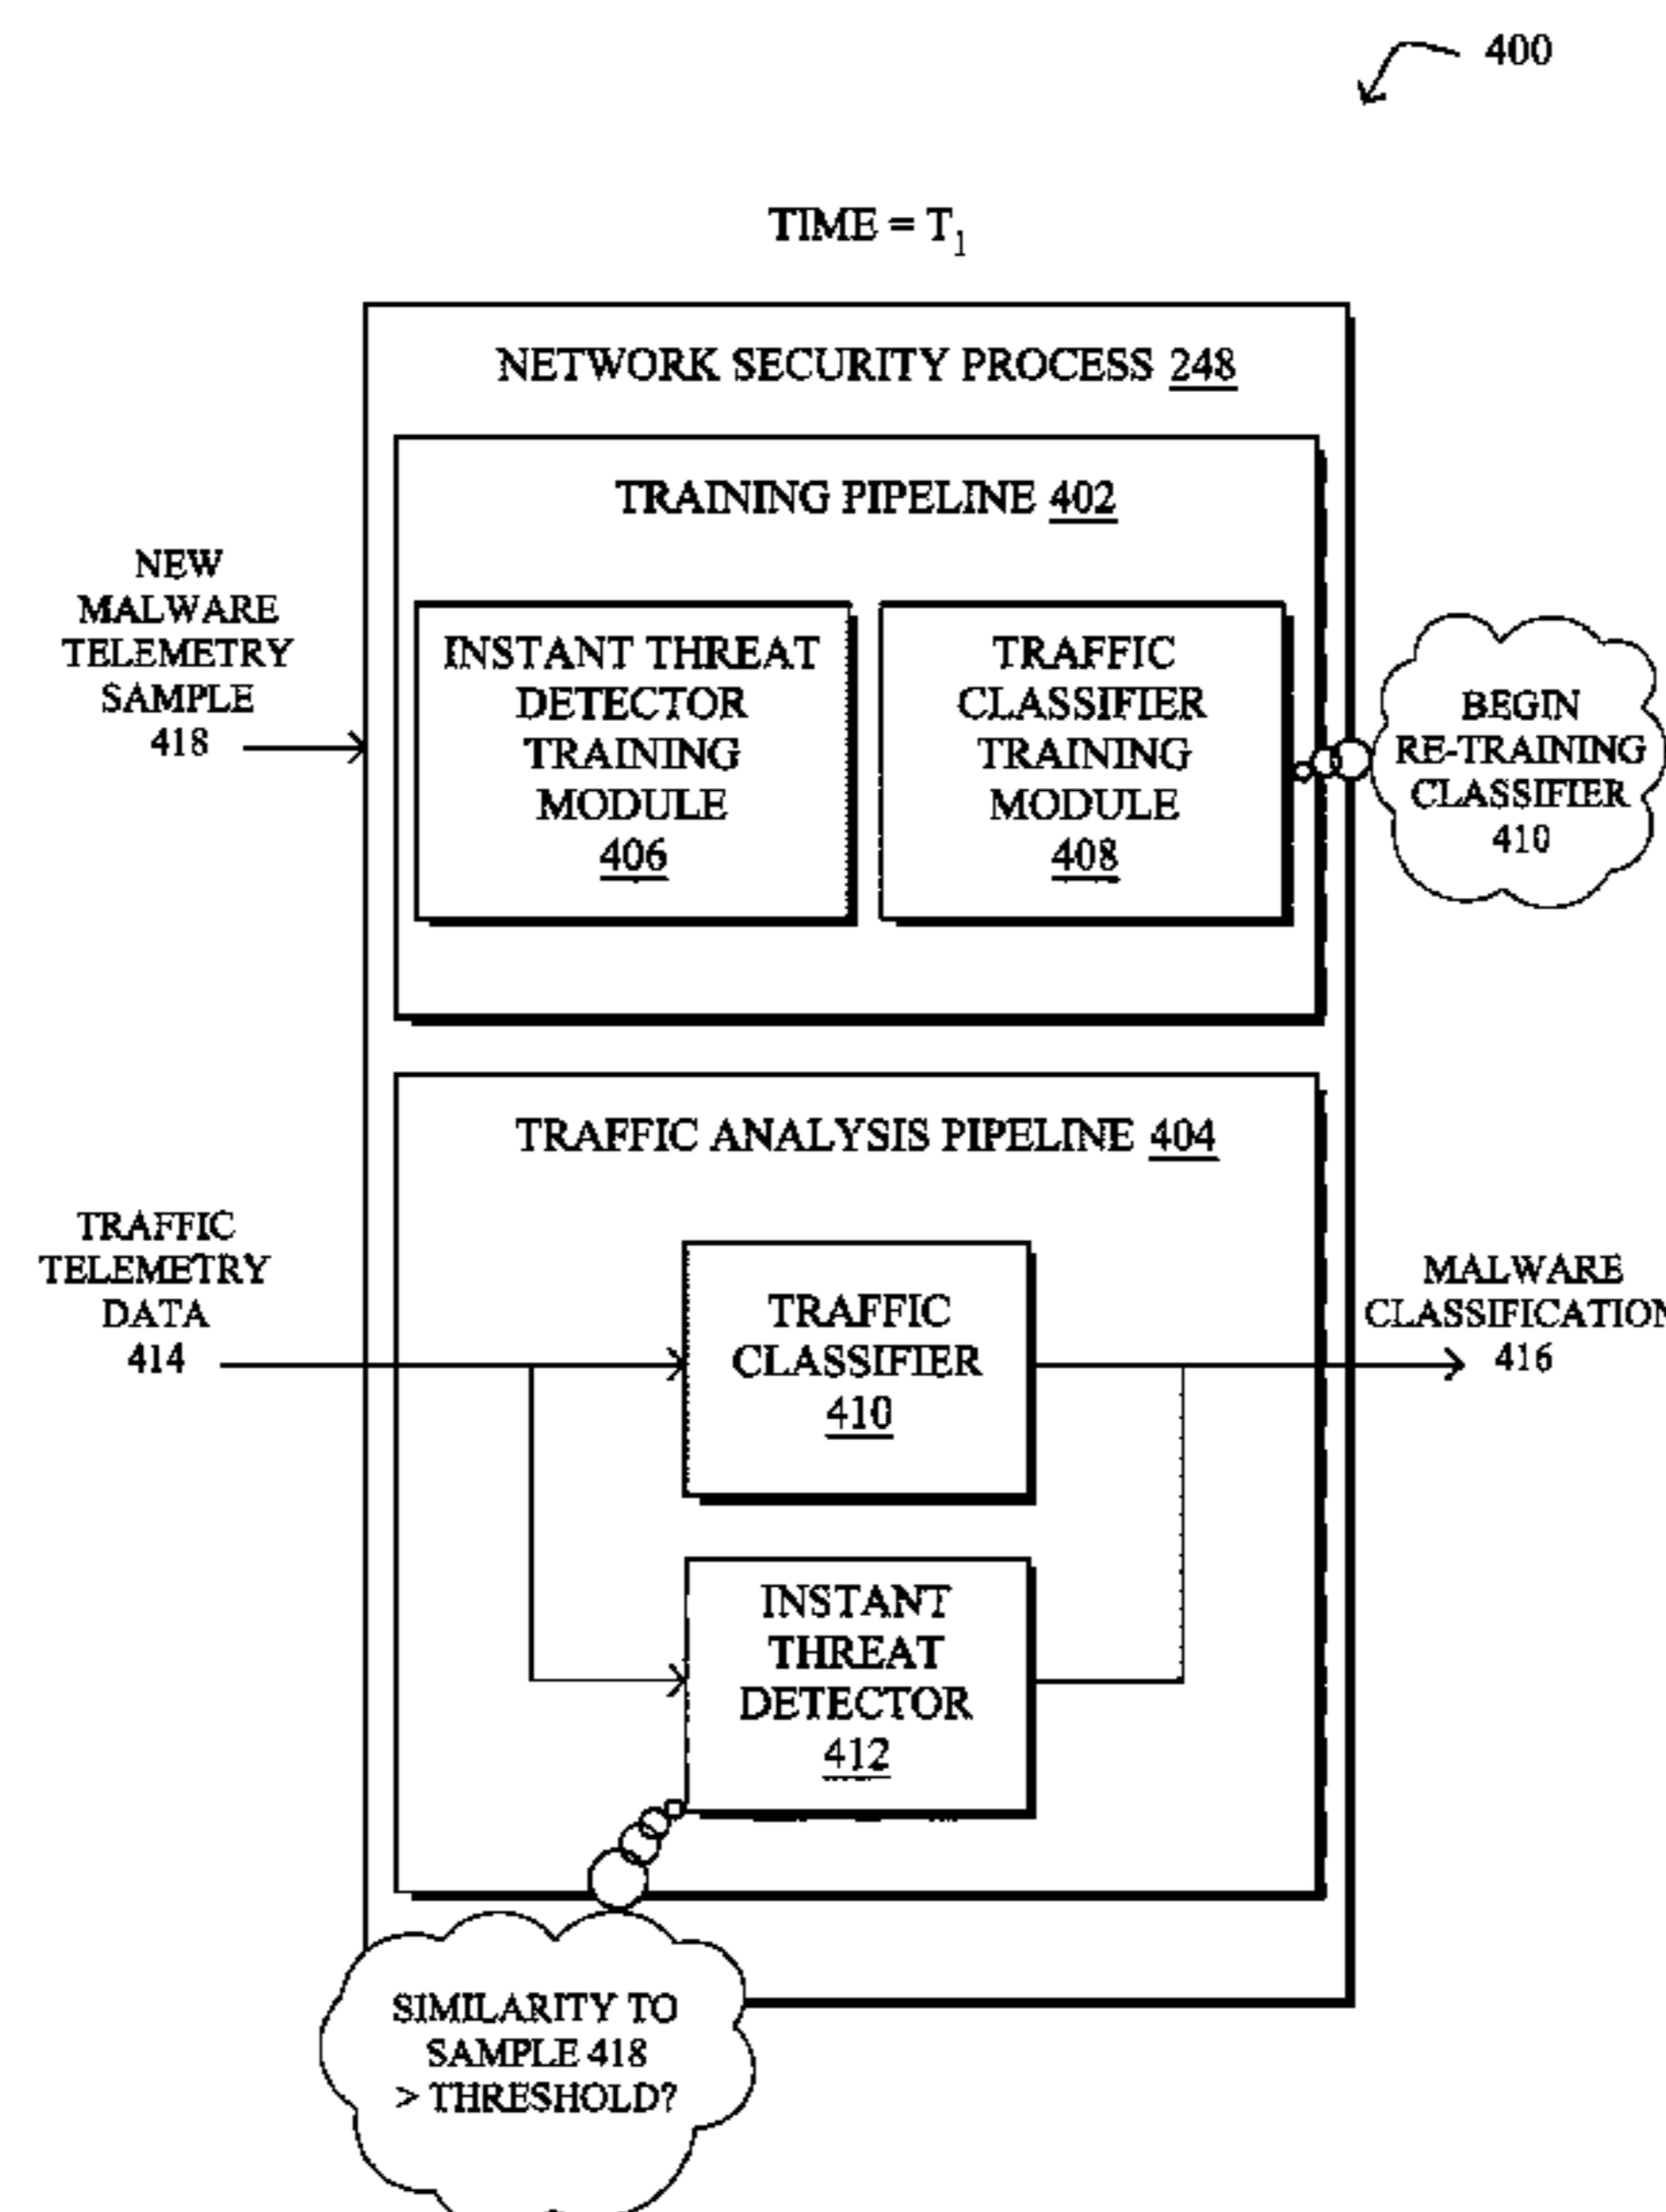 400
TIME = T1
NETWORK SECURITY PROCESS 248
TRAINING PIPELINE 402
NEW
MALWARE
TELEMETRY
SAMPLE
418
INSTANT THREAT
DETECTOR
TRAINING
MODULE
406
TRAFFIC
CLASSIFIER
TRAINING
MODULE
408
BEGIN
RE-TRAINING
CLASSIFIER
410
TRAFFIC ANALYSIS PIPELINE 404
TRAFFIC
TELEMETRY
DATA
414
TRAFFIC
CLASSIFIER
410
MALWARE
CLASSIFICATION
416
INSTANT
THREAT
DETECTOR
412
SIMILARITY TO
SAMPLE 418
> THRESHOLD?